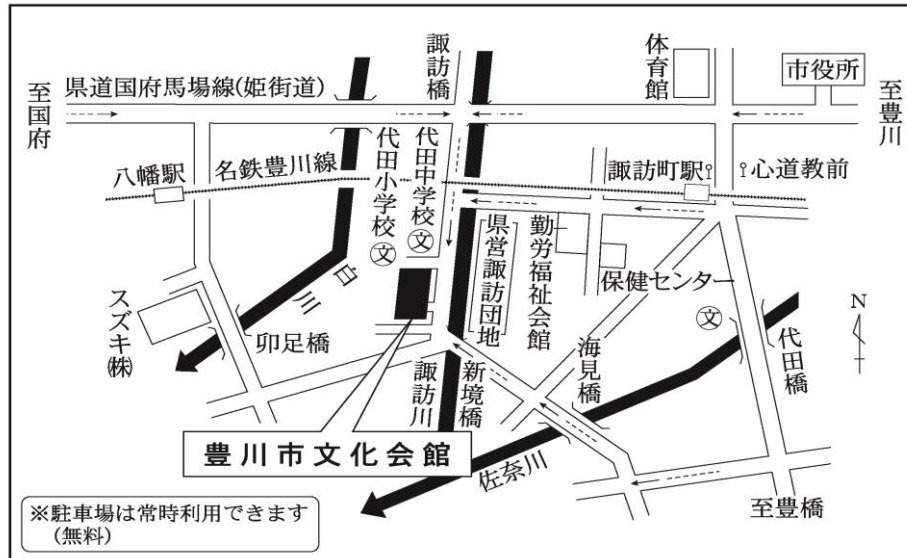 諏訪橋
体育館
市役所
県道国府馬場線(姫街道)
至国府
至豊川
代田小学校
代田中学校
八幡駅
名鉄豊川線
諏訪町駅
心道教前
文
文
県営諏訪団地
勤労福祉会館
保健センター
白川
スズキ㈱
卯足橋
文
代田橋
N
諏訪川
新境橋
海見橋
豊川市文化会館
佐奈川
至豊橋
※駐車場は常時利用できます
(無料)